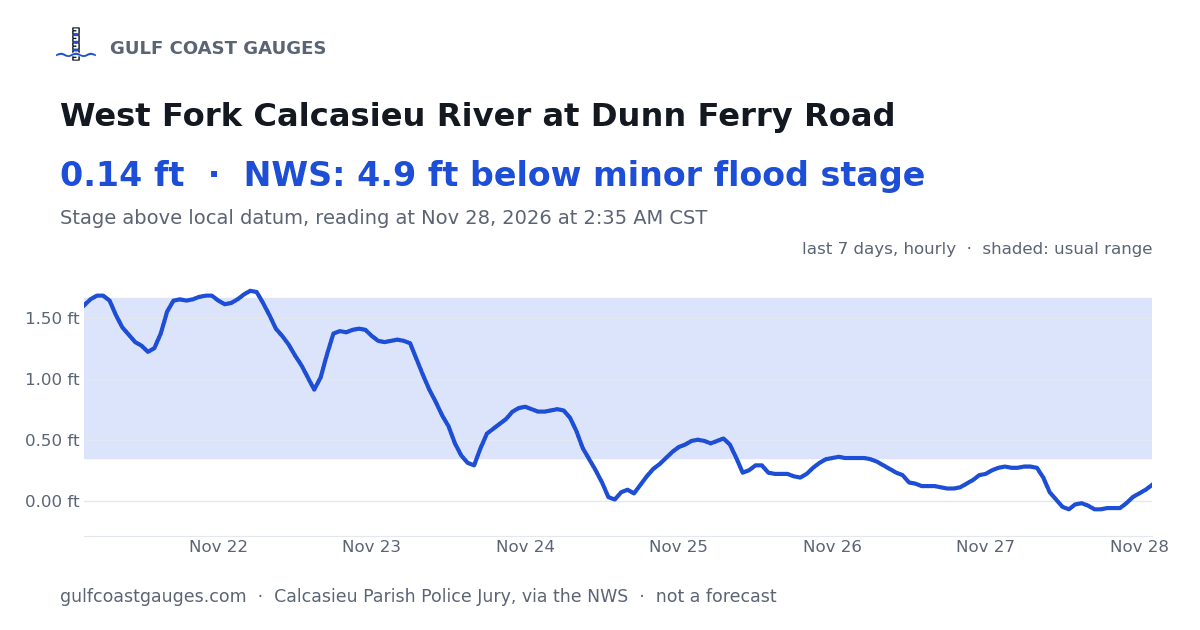 GULF COAST GAUGES
West Fork Calcasieu River at Dunn Ferry Road
0.14 ft · NWS: 4.9 ft below minor flood stage
Stage above local datum, reading at Nov 28, 2026 at 2:35 AM CST
last 7 days, hourly · shaded: usual range
1.50 ft
1.00 ft
0.50 ft
0.00 ft
Nov 22 Nov 23 Nov 24 Nov 25 Nov 26 Nov 27 Nov 28
gulfcoastgauges.com · Calcasieu Parish Police Jury, via the NWS · not a forecast